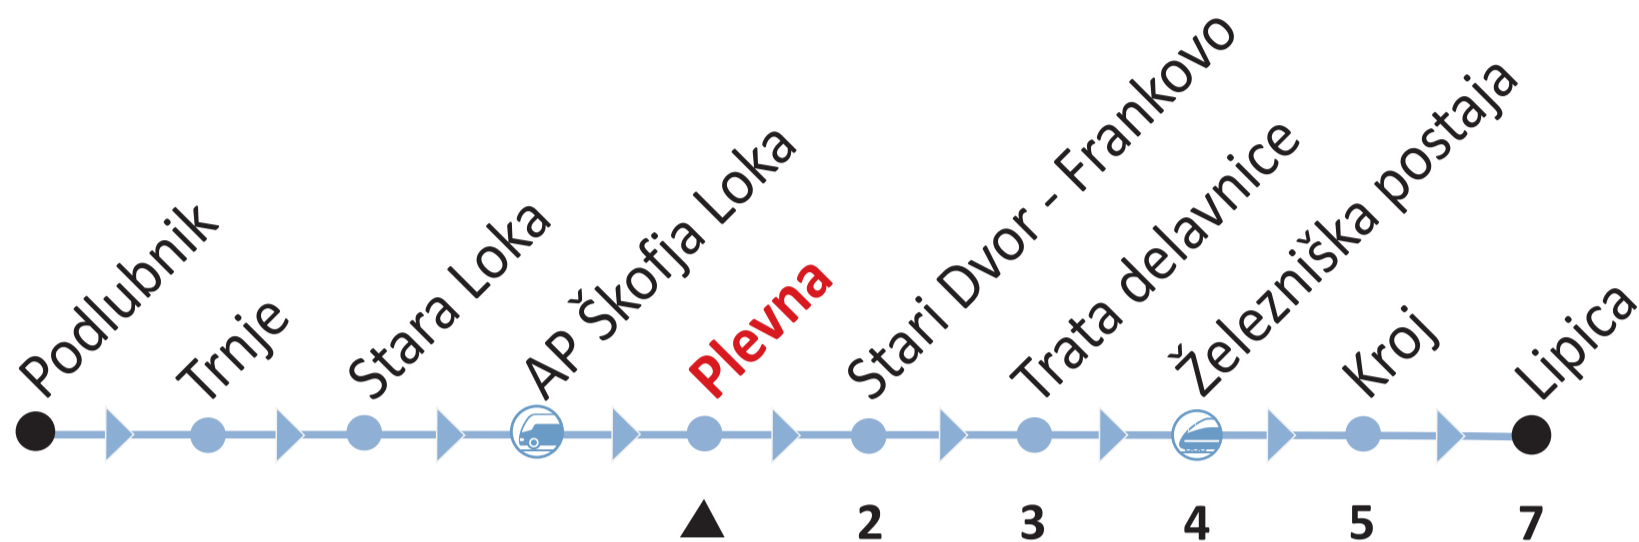 Podlubnik
Trnje
Stara Loka
AP Škofja Loka
Plevna
Stari Dvor - Frankovo
Trata delavnice
Železniška postaja
Kroj
Lipica
2 3 4 5 7